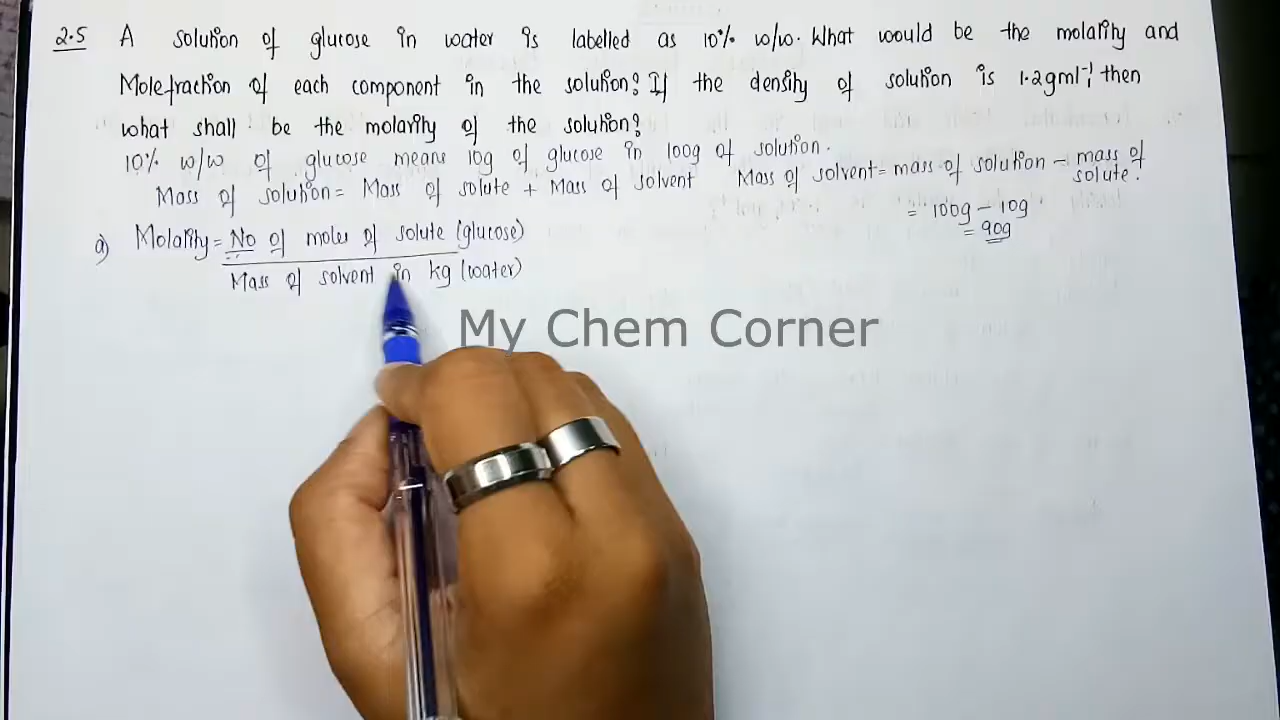 2.5 A solution of glucose in water is labelled as 10% w/w. What would be the molality and
Molefraction of each component in the solution? If the density of solution is 1.2gml⁻¹, then
what shall be the molarity of the solution?
10% w/w of glucose means 10g of glucose in 100g of solution.
Mass of solution = Mass of solute + Mass of solvent
Mass of solvent = mass of solution - mass of solute.
= 100g - 10g
= 90g
a) Molality = No of moles of solute (glucose)
Mass of solvent in kg (water)
My Chem Corner